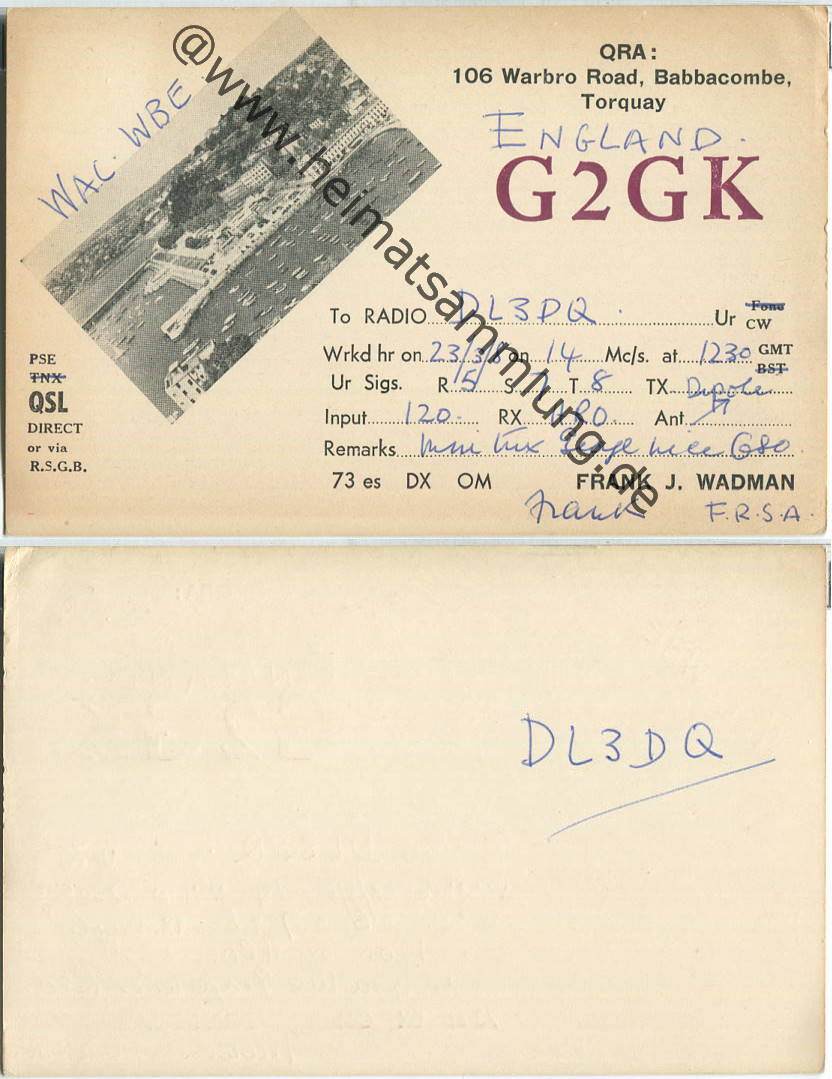 QRA:
106 Warbro Road, Babbacombe,
Torquay
ENGLAND.
G2GK
WAC. WBE
@www.heimatsammlung.de
To RADIO DL3DQ. Ur Fone CW
Wrkd hr on 23/3/ on 14 Mc/s. at 1230 GMT BST
Ur Sigs. R 5 S T 8 TX
Input 120. RX Ant
Remarks
73 es DX OM FRANK J. WADMAN
Frank F.R.S.A.
PSE
TNX
QSL
DIRECT
or via
R.S.G.B.
DL3DQ